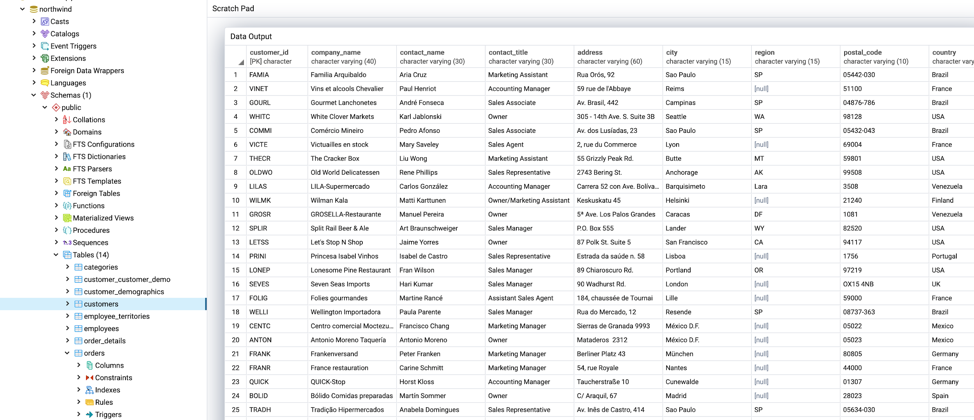 northwind
Casts
Catalogs
Event Triggers
Extensions
Foreign Data Wrappers
Languages
Schemas (1)
public
Collations
Domains
FTS Configurations
FTS Dictionaries
FTS Parsers
FTS Templates
Foreign Tables
Functions
Materialized Views
Procedures
Sequences
Tables (14)
categories
customer_customer_demo
customer_demographics
customers
employee_territories
employees
order_details
orders
Columns
Constraints
Indexes
Rules
Triggers
Scratch Pad
Data Output
customer_id company_name contact_name contact_title address city region postal_code country
[PK] character character varying (40) character varying (30) character varying (30) character varying (60) character varying (15) character varying (15) character varying (10) character vary
1 FAMIA Familia Arquibaldo Aria Cruz Marketing Assistant Rua Orós, 92 Sao Paulo SP 05442-030 Brazil
2 VINET Vins et alcools Chevalier Paul Henriot Accounting Manager 59 rue de l'Abbaye Reims [null] 51100 France
3 GOURL Gourmet Lanchonetes André Fonseca Sales Associate Av. Brasil, 442 Campinas SP 04876-786 Brazil
4 WHITC White Clover Markets Karl Jablonski Owner 305 - 14th Ave. S. Suite 3B Seattle WA 98128 USA
5 COMMI Comércio Mineiro Pedro Afonso Sales Associate Av. dos Lusíadas, 23 Sao Paulo SP 05432-043 Brazil
6 VICTE Victuailles en stock Mary Saveley Sales Agent 2, rue du Commerce Lyon [null] 69004 France
7 THECR The Cracker Box Liu Wong Marketing Assistant 55 Grizzly Peak Rd. Butte MT 59801 USA
8 OLDWO Old World Delicatessen Rene Phillips Sales Representative 2743 Bering St. Anchorage AK 99508 USA
9 LILAS LILA-Supermercado Carlos González Accounting Manager Carrera 52 con Ave. Boliva... Barquisimeto Lara 3508 Venezuela
10 WILMK Wilman Kala Matti Karttunen Owner/Marketing Assistant Keskuskatu 45 Helsinki [null] 21240 Finland
11 GROSR GROSELLA-Restaurante Manuel Pereira Owner 5ª Ave. Los Palos Grandes Caracas DF 1081 Venezuela
12 SPLIR Split Rail Beer & Ale Art Braunschweiger Sales Manager P.O. Box 555 Lander WY 82520 USA
13 LETSS Let's Stop N Shop Jaime Yorres Owner 87 Polk St. Suite 5 San Francisco CA 94117 USA
14 PRINI Princesa Isabel Vinhos Isabel de Castro Sales Representative Estrada da saúde n. 58 Lisboa [null] 1756 Portugal
15 LONEP Lonesome Pine Restaurant Fran Wilson Sales Manager 89 Chiaroscuro Rd. Portland OR 97219 USA
16 SEVES Seven Seas Imports Hari Kumar Sales Manager 90 Wadhurst Rd. London [null] OX15 4NB UK
17 FOLIG Folies gourmandes Martine Rancé Assistant Sales Agent 184, chaussée de Tournai Lille [null] 59000 France
18 WELLI Wellington Importadora Paula Parente Sales Manager Rua do Mercado, 12 Resende SP 08737-363 Brazil
19 CENTC Centro comercial Moctezu... Francisco Chang Marketing Manager Sierras de Granada 9993 México D.F. [null] 05022 Mexico
20 ANTON Antonio Moreno Taquería Antonio Moreno Owner Mataderos 2312 México D.F. [null] 05023 Mexico
21 FRANK Frankenversand Peter Franken Marketing Manager Berliner Platz 43 München [null] 80805 Germany
22 FRANR France restauration Carine Schmitt Marketing Manager 54, rue Royale Nantes [null] 44000 France
23 QUICK QUICK-Stop Horst Kloss Accounting Manager Taucherstraße 10 Cunewalde [null] 01307 Germany
24 BOLID Bólido Comidas preparadas Martín Sommer Owner C/ Araquil, 67 Madrid [null] 28023 Spain
25 TRADH Tradição Hipermercados Anabela Domingues Sales Representative Av. Inês de Castro, 414 Sao Paulo SP 05634-030 Brazil